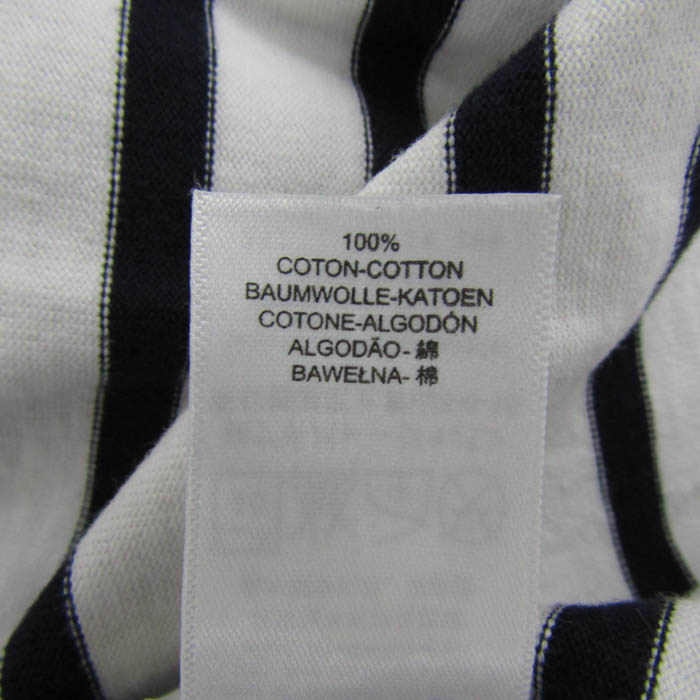 100%
COTON-COTTON
BAUMWOLLE-KATOEN
COTONE-ALGODÓN
ALGODÃO-綿
BAWEŁNA-棉